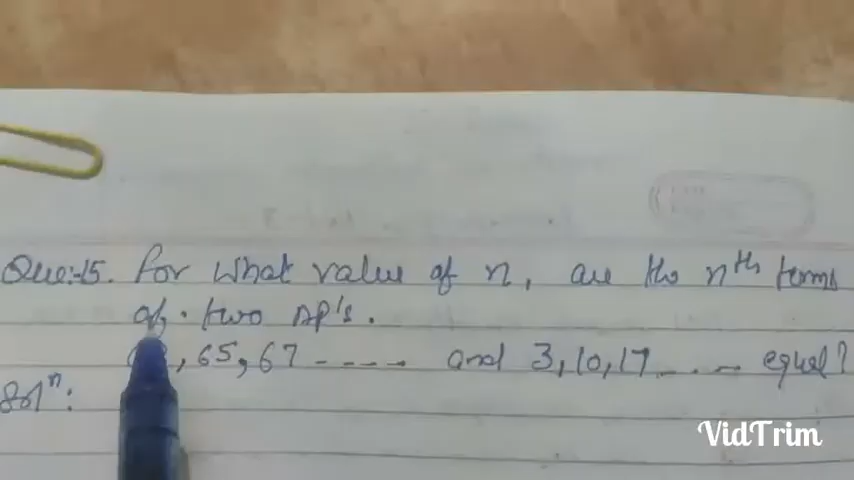 Que:-15. For what value of n, are the nth terms
of · two AP's.
, 65, 67 ----- and 3, 10, 17 ---- equal?
Solⁿ:
VidTrim